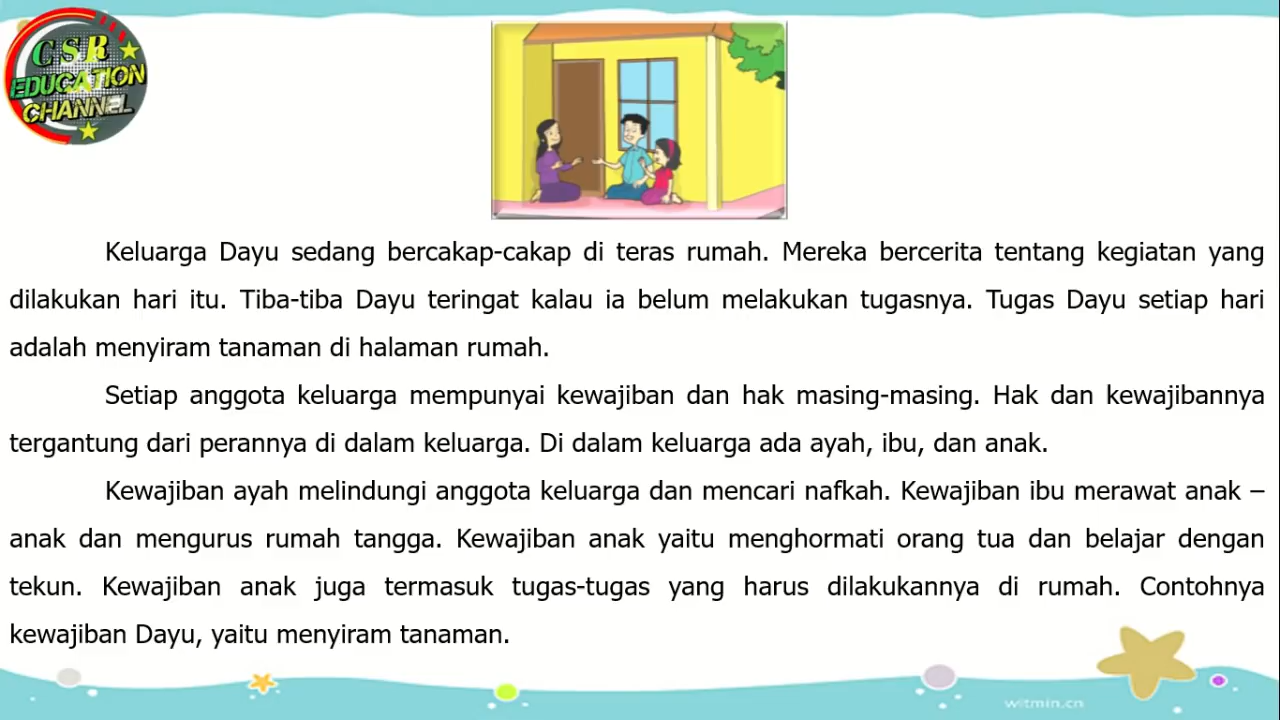 CSR
EDUCATION
CHANNEL
Keluarga Dayu sedang bercakap-cakap di teras rumah. Mereka bercerita tentang kegiatan yang
dilakukan hari itu. Tiba-tiba Dayu teringat kalau ia belum melakukan tugasnya. Tugas Dayu setiap hari
adalah menyiram tanaman di halaman rumah.
Setiap anggota keluarga mempunyai kewajiban dan hak masing-masing. Hak dan kewajibannya
tergantung dari perannya di dalam keluarga. Di dalam keluarga ada ayah, ibu, dan anak.
Kewajiban ayah melindungi anggota keluarga dan mencari nafkah. Kewajiban ibu merawat anak –
anak dan mengurus rumah tangga. Kewajiban anak yaitu menghormati orang tua dan belajar dengan
tekun. Kewajiban anak juga termasuk tugas-tugas yang harus dilakukannya di rumah. Contohnya
kewajiban Dayu, yaitu menyiram tanaman.
witmin.cn